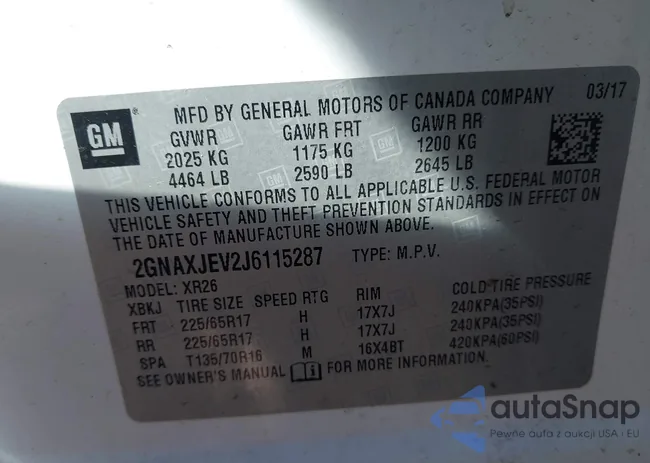 GM
MFD BY GENERAL MOTORS OF CANADA COMPANY 03/17
GVWR GAWR FRT GAWR RR
2025 KG 1175 KG 1200 KG
4464 LB 2590 LB 2645 LB
THIS VEHICLE CONFORMS TO ALL APPLICABLE U.S. FEDERAL MOTOR
VEHICLE SAFETY AND THEFT PREVENTION STANDARDS IN EFFECT ON
THE DATE OF MANUFACTURE SHOWN ABOVE.
2GNAXJEV2J6115287 TYPE: M.P.V.
MODEL: XR26
XBKJ TIRE SIZE SPEED RTG RIM COLD TIRE PRESSURE
FRT 225/65R17 H 17X7J 240KPA(35PSI)
RR 225/65R17 H 17X7J 240KPA(35PSI)
SPA T135/70R16 M 16X4BT 420KPA(60PSI)
SEE OWNER'S MANUAL FOR MORE INFORMATION.
autaSnap
Pewne auta z aukcji USA i EU